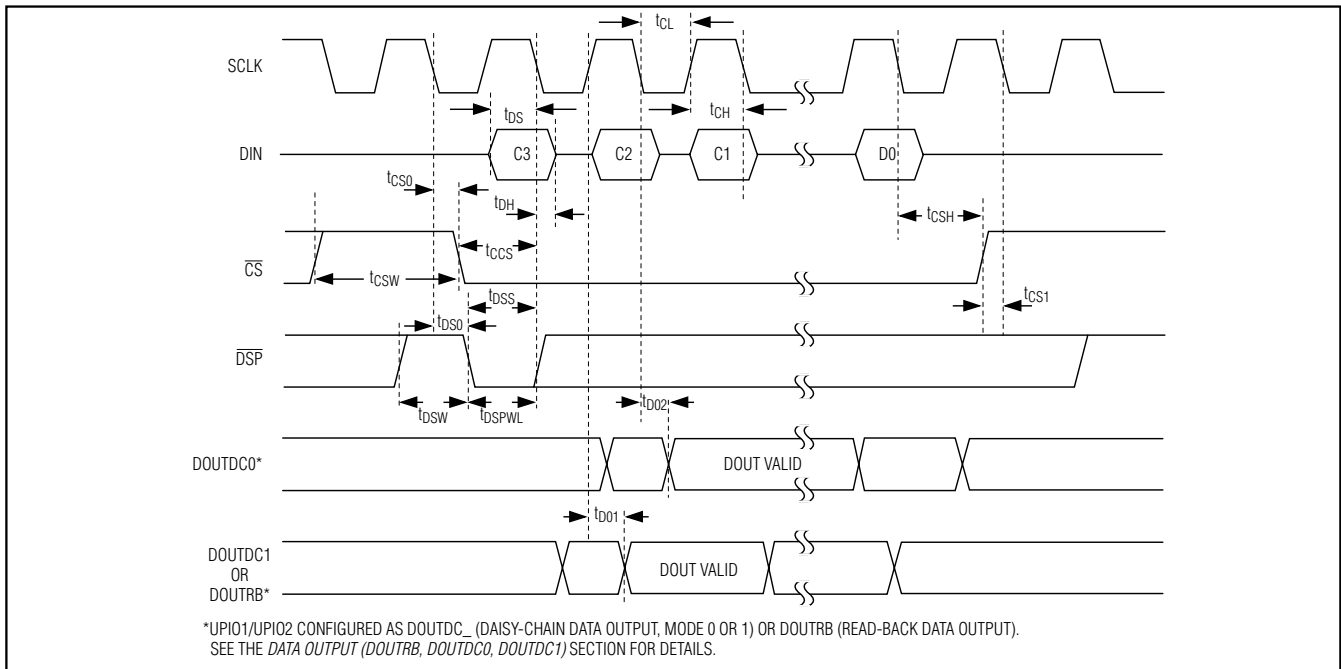 tCL
SCLK
tDS
tCH
DIN
C3
C2
C1
D0
tCS0
tDH
tCSH
tCCS
CS
tCSW
tDSS
tCS1
tDS0
DSP
tDSW
tDSPWL
tD02
DOUTDC0*
DOUT VALID
tD01
DOUTDC1
OR
DOUTRB*
DOUT VALID
*UPIO1/UPIO2 CONFIGURED AS DOUTDC_ (DAISY-CHAIN DATA OUTPUT, MODE 0 OR 1) OR DOUTRB (READ-BACK DATA OUTPUT).
SEE THE DATA OUTPUT (DOUTRB, DOUTDC0, DOUTDC1) SECTION FOR DETAILS.